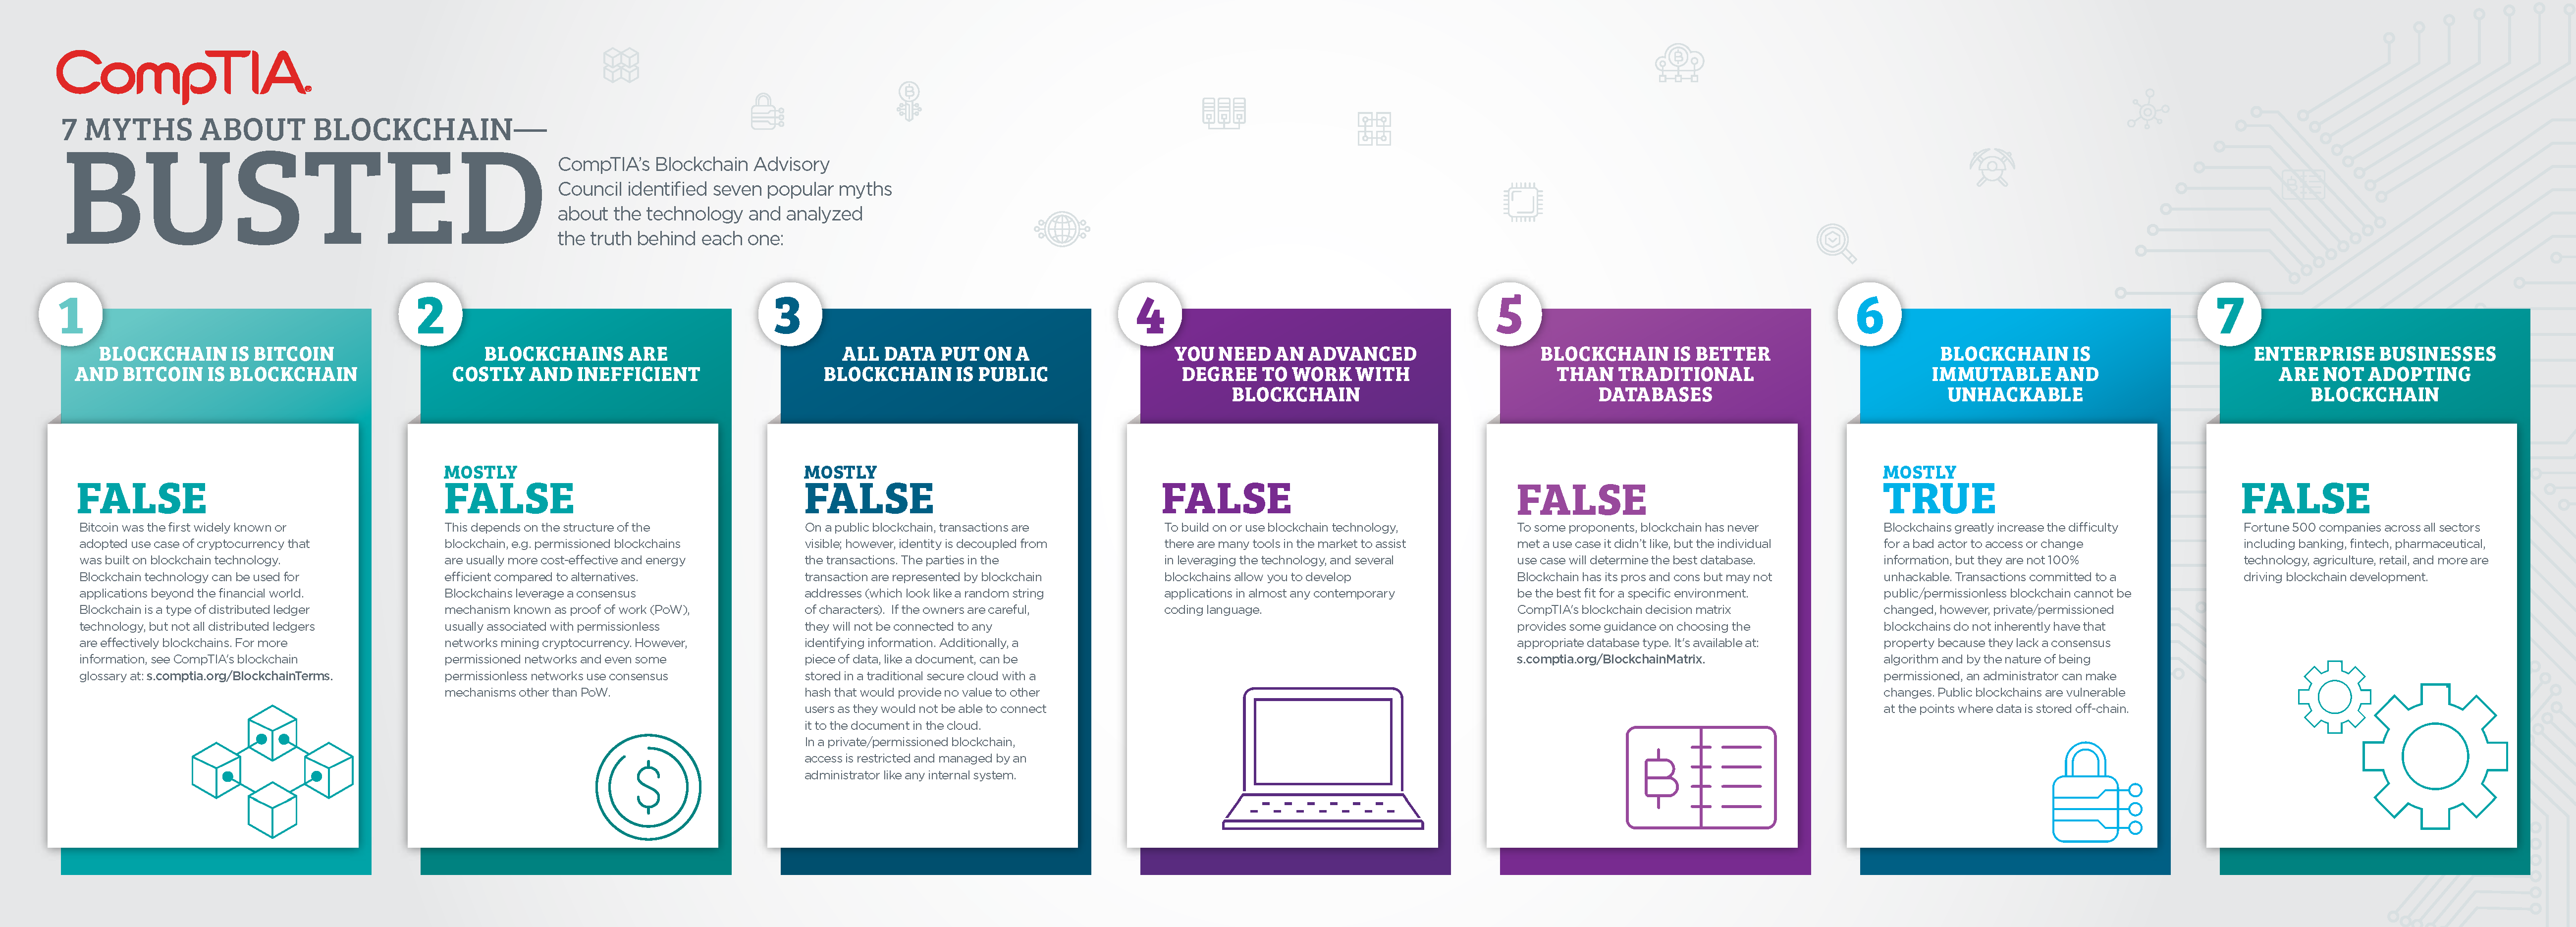 CompTIA.
7 MYTHS ABOUT BLOCKCHAIN—
BUSTED
CompTIA's Blockchain Advisory
Council identified seven popular myths
about the technology and analyzed
the truth behind each one:
1
BLOCKCHAIN IS BITCOIN
AND BITCOIN IS BLOCKCHAIN
FALSE
Bitcoin was the first widely known or
adopted use case of cryptocurrency that
was built on blockchain technology.
Blockchain technology can be used for
applications beyond the financial world.
Blockchain is a type of distributed ledger
technology, but not all distributed ledgers
are effectively blockchains. For more
information, see CompTIA's blockchain
glossary at: s.comptia.org/BlockchainTerms.
2
BLOCKCHAINS ARE
COSTLY AND INEFFICIENT
MOSTLY
FALSE
This depends on the structure of the
blockchain, e.g. permissioned blockchains
are usually more cost-effective and energy
efficient compared to alternatives.
Blockchains leverage a consensus
mechanism known as proof of work (PoW),
usually associated with permissionless
networks mining cryptocurrency. However,
permissioned networks and even some
permissionless networks use consensus
mechanisms other than PoW.
$
3
ALL DATA PUT ON A
BLOCKCHAIN IS PUBLIC
MOSTLY
FALSE
On a public blockchain, transactions are
visible; however, identity is decoupled from
the transactions. The parties in the
transaction are represented by blockchain
addresses (which look like a random string
of characters). If the owners are careful,
they will not be connected to any
identifying information. Additionally, a
piece of data, like a document, can be
stored in a traditional secure cloud with a
hash that would provide no value to other
users as they would not be able to connect
it to the document in the cloud.
In a private/permissioned blockchain,
access is restricted and managed by an
administrator like any internal system.
4
YOU NEED AN ADVANCED
DEGREE TO WORK WITH
BLOCKCHAIN
FALSE
To build on or use blockchain technology,
there are many tools in the market to assist
in leveraging the technology, and several
blockchains allow you to develop
applications in almost any contemporary
coding language.
5
BLOCKCHAIN IS BETTER
THAN TRADITIONAL
DATABASES
FALSE
To some proponents, blockchain has never
met a use case it didn't like, but the individual
use case will determine the best database.
Blockchain has its pros and cons but may not
be the best fit for a specific environment.
CompTIA's blockchain decision matrix
provides some guidance on choosing the
appropriate database type. It's available at:
s.comptia.org/BlockchainMatrix.
6
BLOCKCHAIN IS
IMMUTABLE AND
UNHACKABLE
MOSTLY
TRUE
Blockchains greatly increase the difficulty
for a bad actor to access or change
information, but they are not 100%
unhackable. Transactions committed to a
public/permissionless blockchain cannot be
changed, however, private/permissioned
blockchains do not inherently have that
property because they lack a consensus
algorithm and by the nature of being
permissioned, an administrator can make
changes. Public blockchains are vulnerable
at the points where data is stored off-chain.
7
ENTERPRISE BUSINESSES
ARE NOT ADOPTING
BLOCKCHAIN
FALSE
Fortune 500 companies across all sectors
including banking, fintech, pharmaceutical,
technology, agriculture, retail, and more are
driving blockchain development.